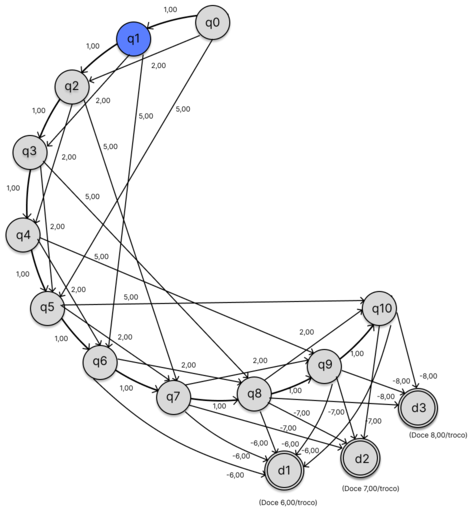 q0
1,00
q1
1,00
2,00
q2
1,00
2,00
5,00
5,00
q3
2,00
1,00
5,00
q4
2,00
5,00
1,00
2,00
5,00
q5
q10
1,00
2,00
2,00
q6
2,00
2,00
q9
1,00
1,00
q7
1,00
q8
1,00
-8,00
-8,00
d3
-7,00
-7,00
-7,00
-7,00
(Doce 8,00/troco)
-6,00
-6,00
-6,00
-6,00
-6,00
d1
d2
(Doce 7,00/troco)
(Doce 6,00/troco)